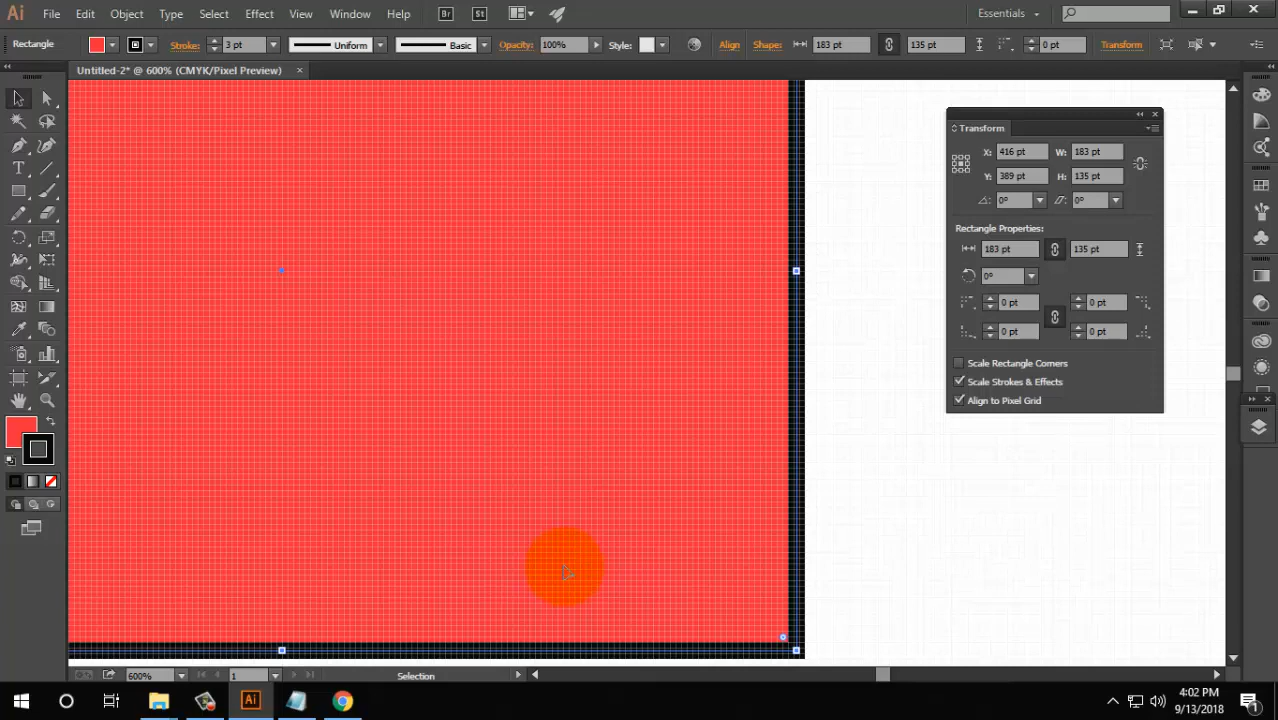 Ai File Edit Object Type Select Effect View Window Help Br St Essentials
Rectangle Stroke: 3 pt Uniform Basic Opacity: 100% Style: Align Shape: 183 pt 135 pt 0 pt Transform
Untitled-2* @ 600% (CMYK/Pixel Preview) ×
Transform
X: 416 pt W: 183 pt
Y: 389 pt H: 135 pt
0° 0°
Rectangle Properties:
183 pt 135 pt
0°
0 pt 0 pt
0 pt 0 pt
Scale Rectangle Corners
Scale Strokes & Effects
Align to Pixel Grid
600% 1 Selection
Ai
4:02 PM
9/13/2018
1